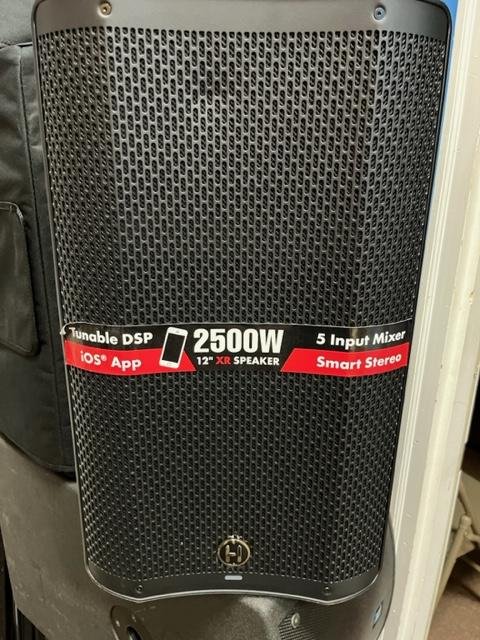 Tunable DSP
iOS® App
2500W
12" XR SPEAKER
5 Input Mixer
Smart Stereo
H